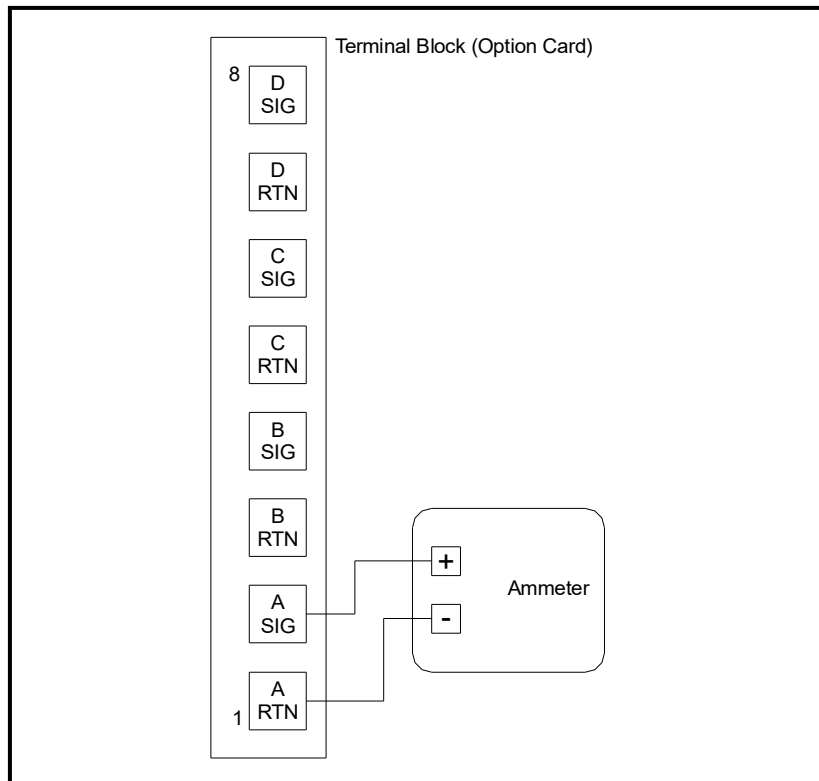 Terminal Block (Option Card)
8
D
SIG
D
RTN
C
SIG
C
RTN
B
SIG
B
RTN
A
SIG
A
RTN
1
+
-
Ammeter